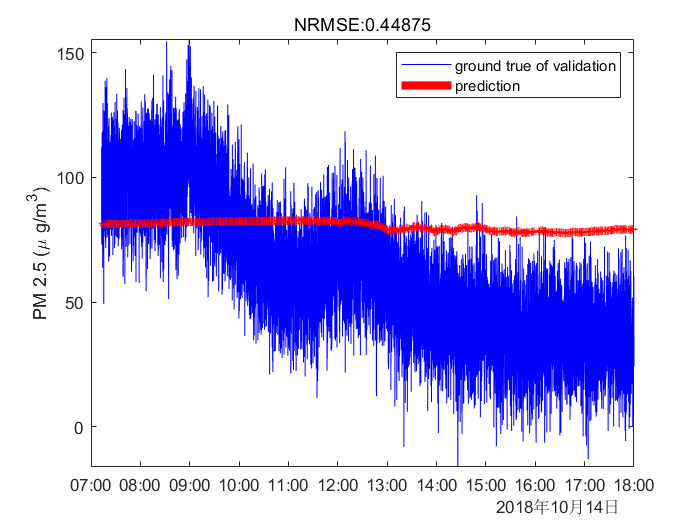 NRMSE:0.44875
ground true of validation
prediction
PM 2.5 (μ g/m³)
150
100
50
0
07:00 08:00 09:00 10:00 11:00 12:00 13:00 14:00 15:00 16:00 17:00 18:00
2018年10月14日